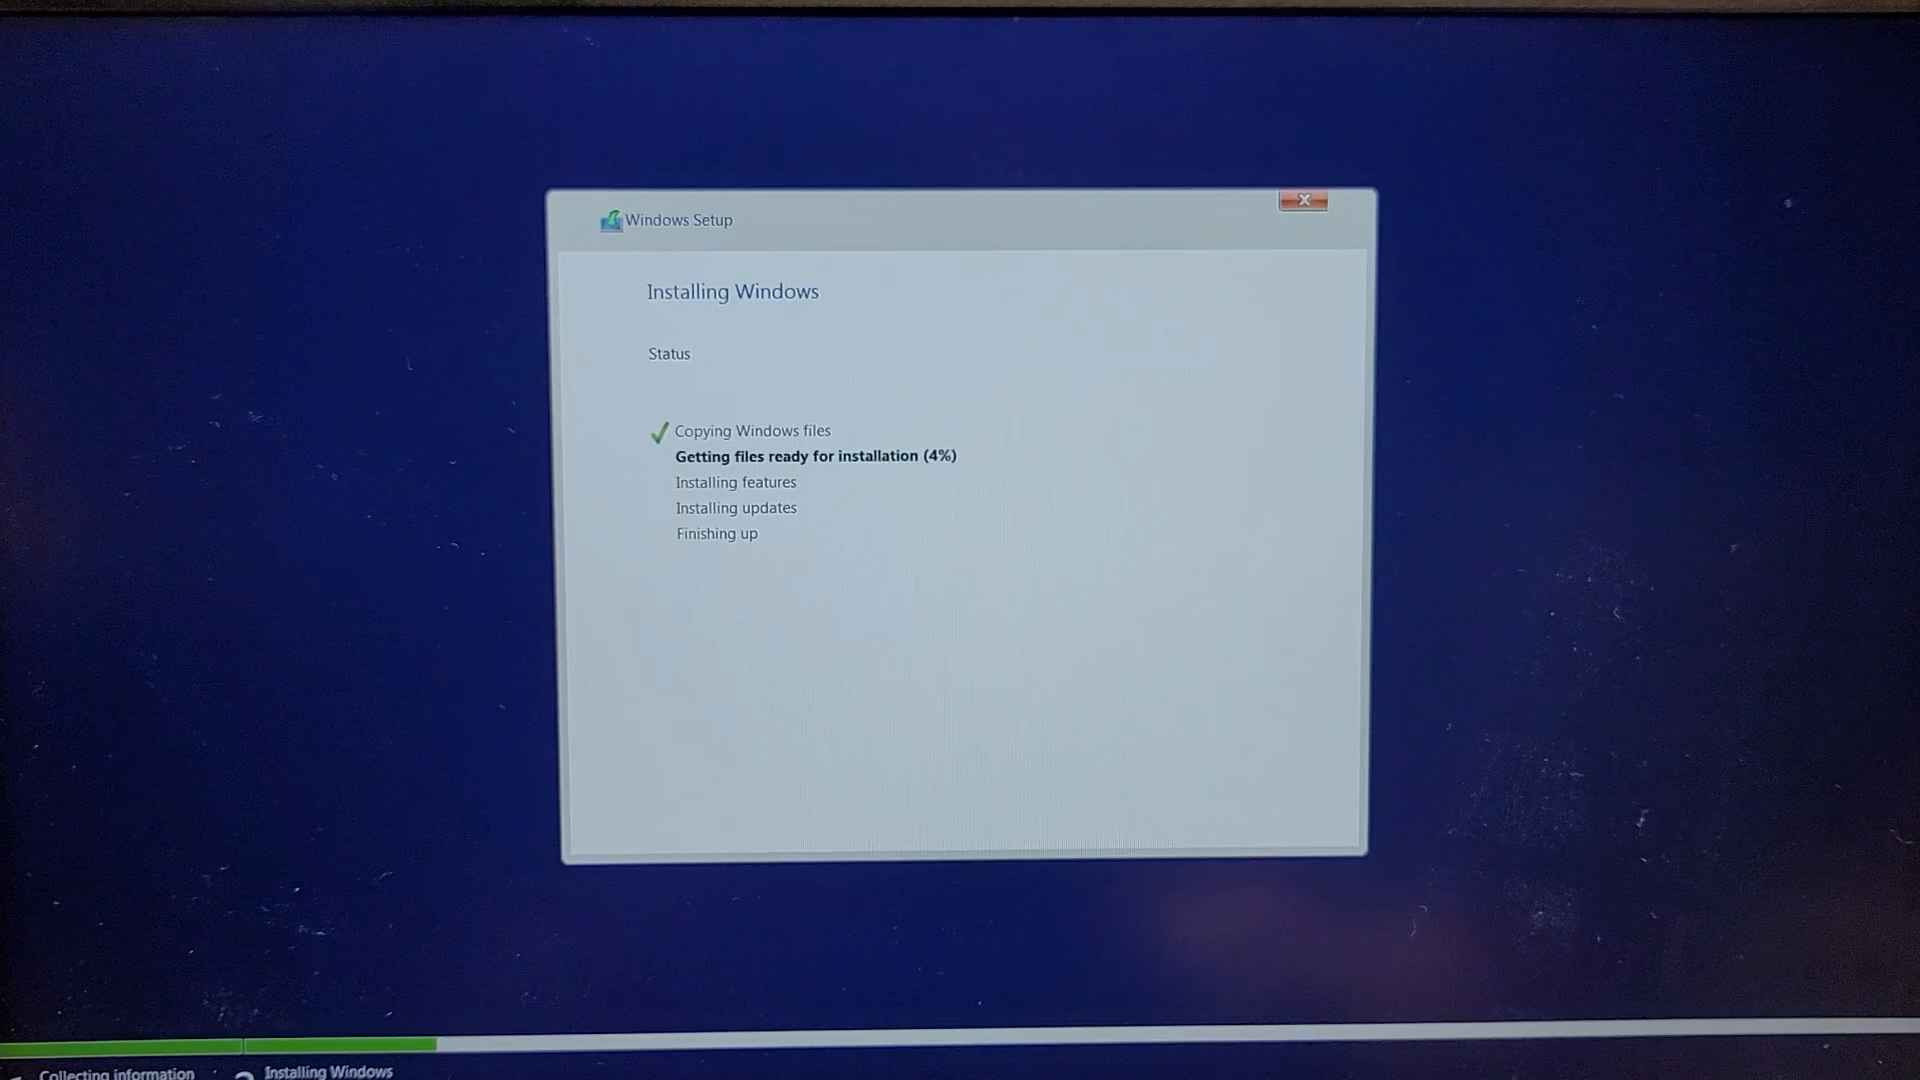 Windows Setup
Installing Windows
Status
Copying Windows files
Getting files ready for installation (4%)
Installing features
Installing updates
Finishing up
Collecting information
Installing Windows